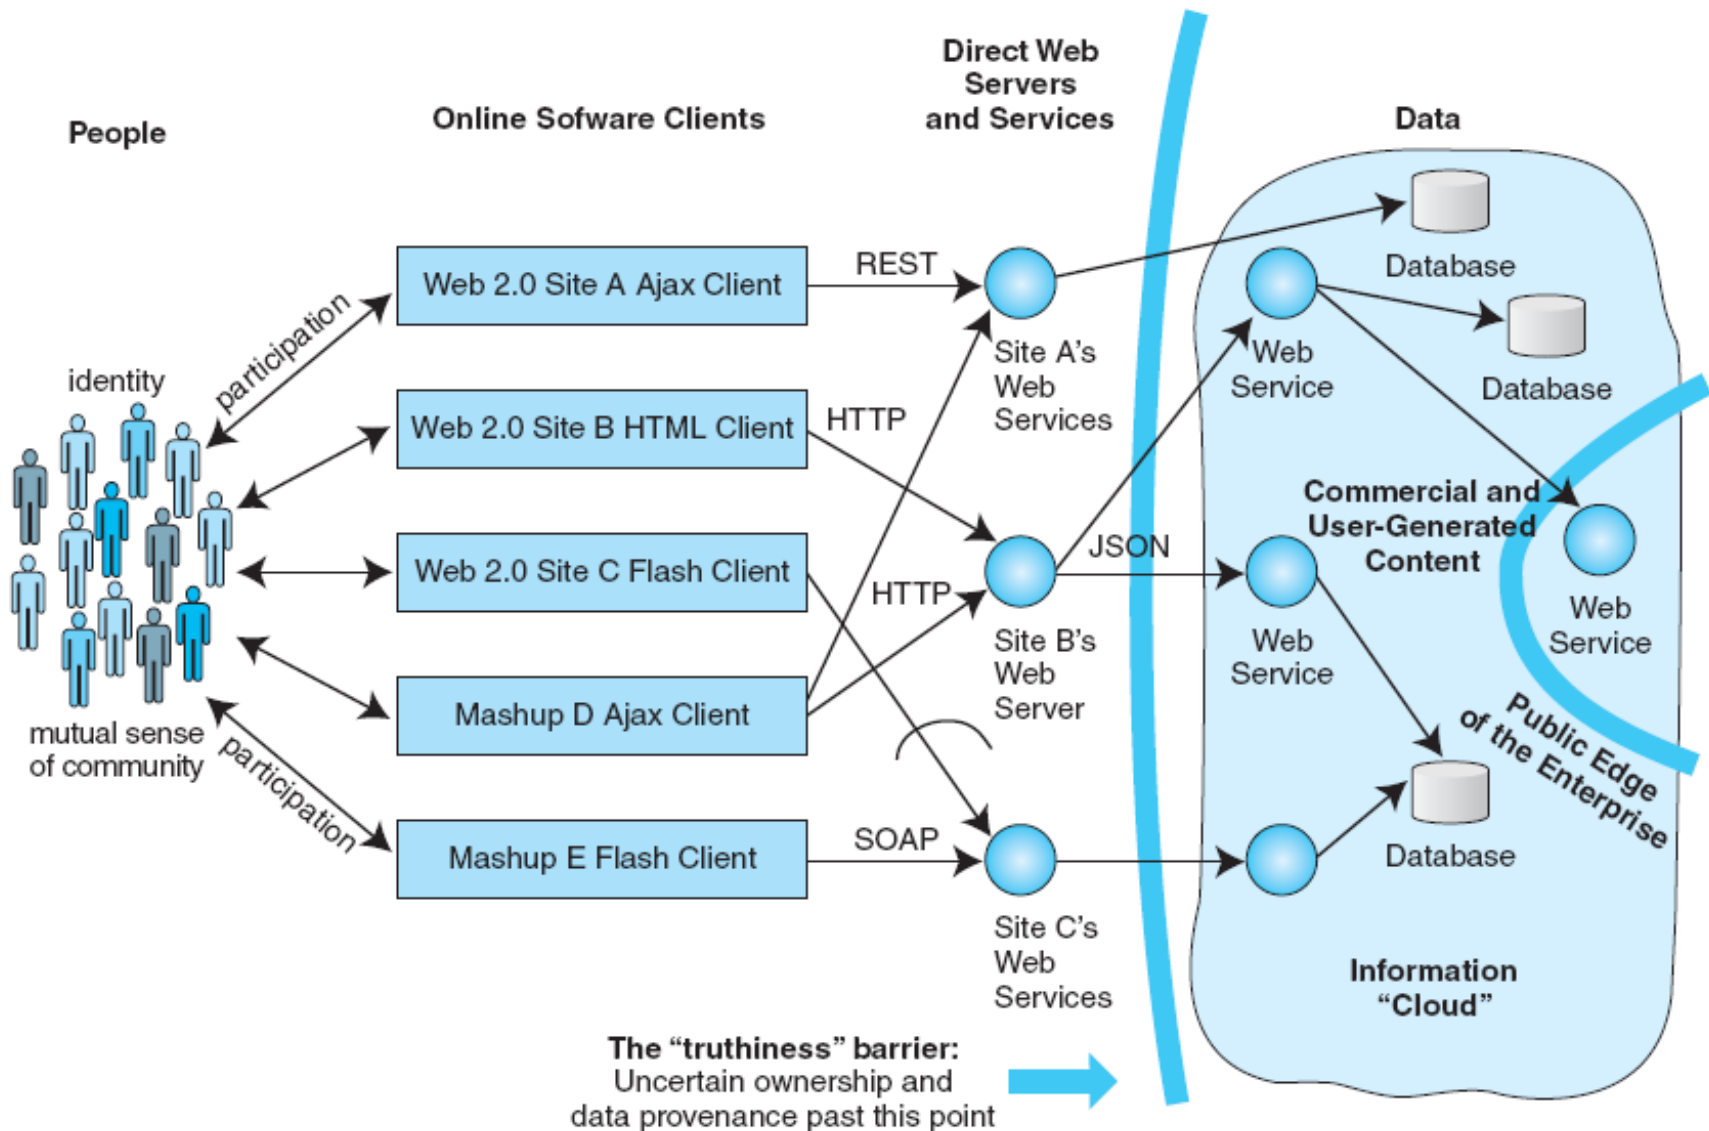 People
Online Sofware Clients
Direct Web
Servers
and Services
Data
identity
participation
mutual sense
of community
participation
Web 2.0 Site A Ajax Client
Web 2.0 Site B HTML Client
Web 2.0 Site C Flash Client
Mashup D Ajax Client
Mashup E Flash Client
REST
HTTP
HTTP
SOAP
Site A's
Web
Services
Site B's
Web
Server
Site C's
Web
Services
JSON
Database
Web
Service
Database
Commercial and
User-Generated
Content
Web
Service
Web
Service
Public Edge
of the Enterprise
Database
Information
“Cloud”
The “truthiness” barrier:
Uncertain ownership and
data provenance past this point